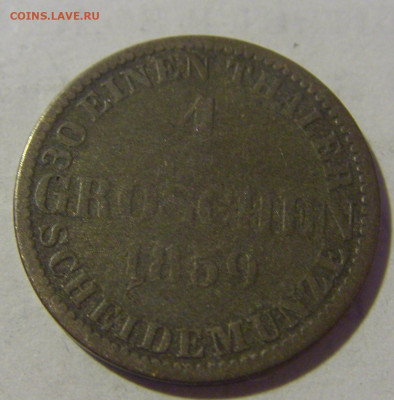 COINS.LAVE.RU
30 EINEN THALER
1
GROSCHEN
1859
SCHEIDEMÜNZE